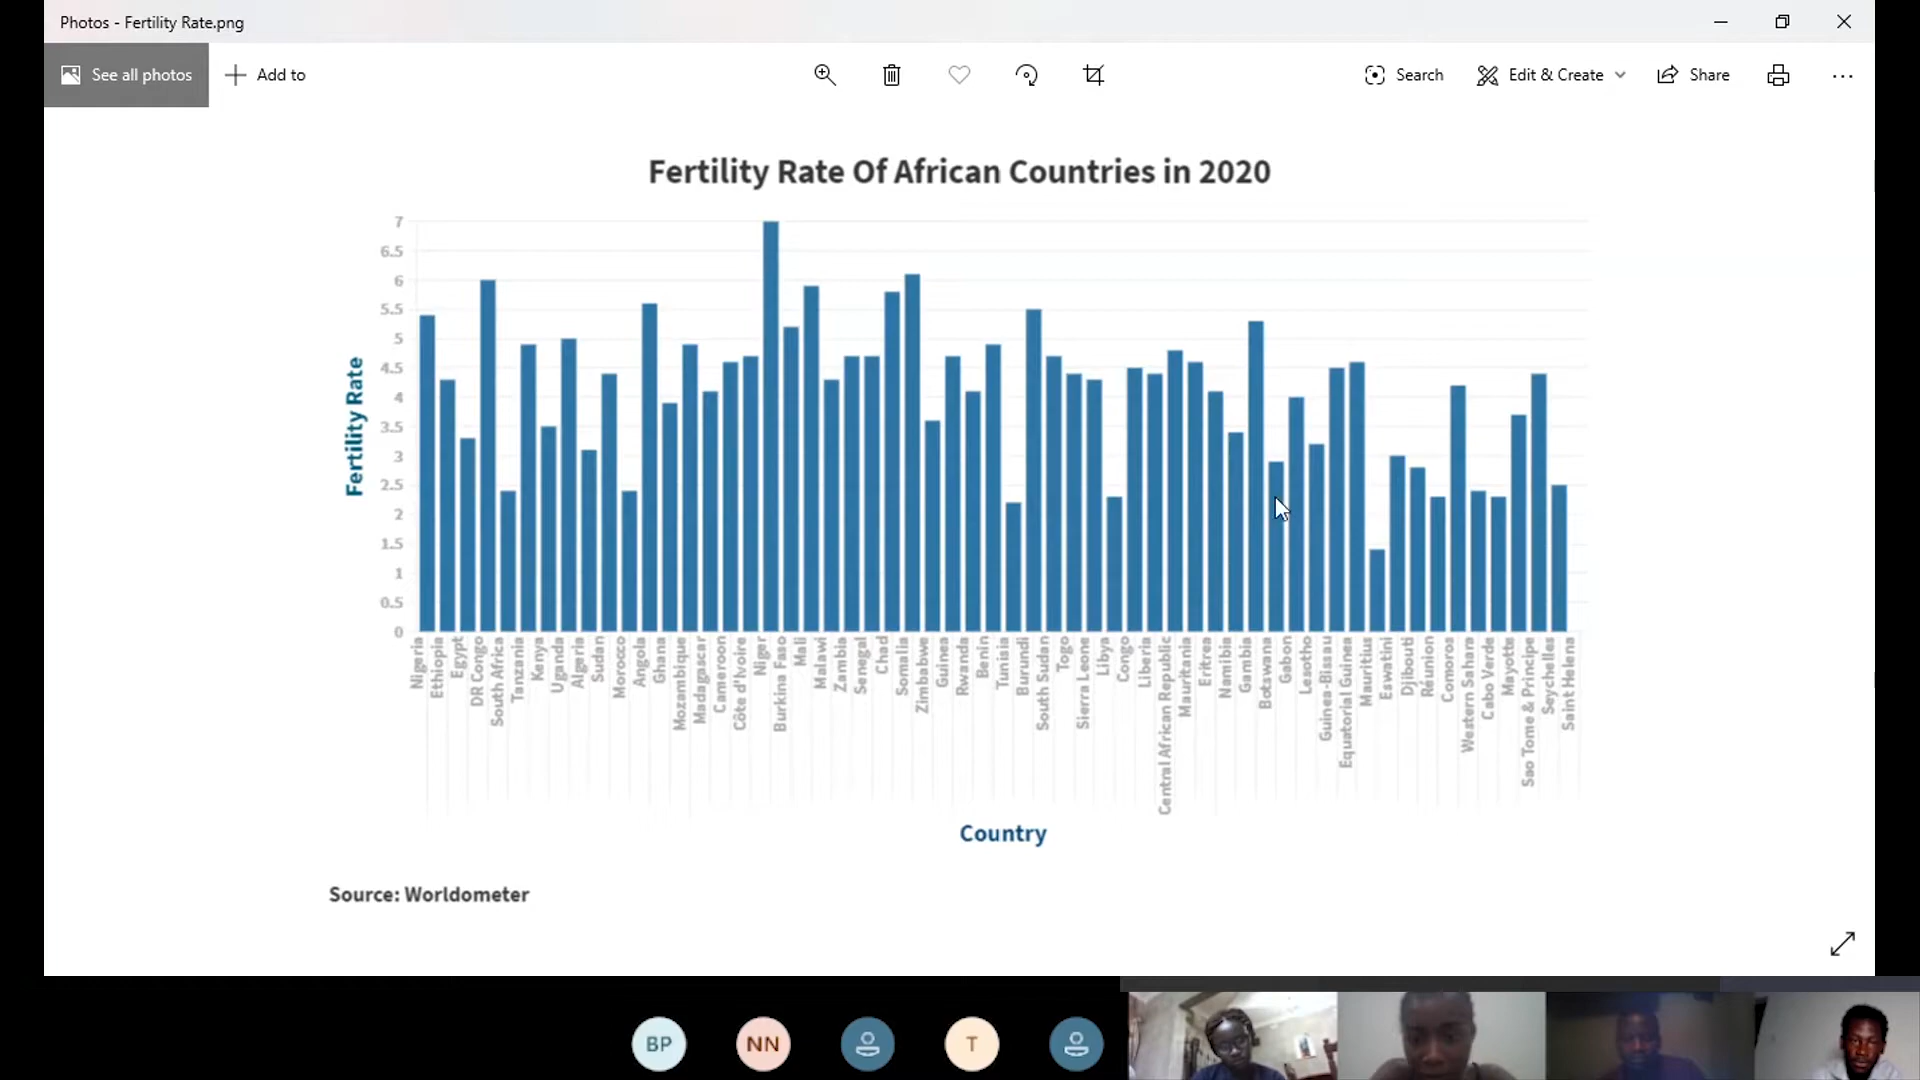 Photos - Fertility Rate.png
See all photos
Add to
Search
Edit & Create
Share
Fertility Rate Of African Countries in 2020
Fertility Rate
7
6.5
6
5.5
5
4.5
4
3.5
3
2.5
2
1.5
1
0.5
0
Nigeria
Ethiopia
Egypt
DR Congo
South Africa
Tanzania
Kenya
Uganda
Algeria
Sudan
Morocco
Angola
Ghana
Mozambique
Madagascar
Cameroon
Côte d'Ivoire
Niger
Burkina Faso
Mali
Malawi
Zambia
Senegal
Chad
Somalia
Zimbabwe
Guinea
Rwanda
Benin
Tunisia
Burundi
South Sudan
Togo
Sierra Leone
Libya
Congo
Liberia
Central African Republic
Mauritania
Eritrea
Namibia
Gambia
Botswana
Gabon
Lesotho
Guinea-Bissau
Equatorial Guinea
Mauritius
Eswatini
Djibouti
Réunion
Comoros
Western Sahara
Cabo Verde
Mayotte
Sao Tome & Principe
Seychelles
Saint Helena
Country
Source: Worldometer
BP
NN
T